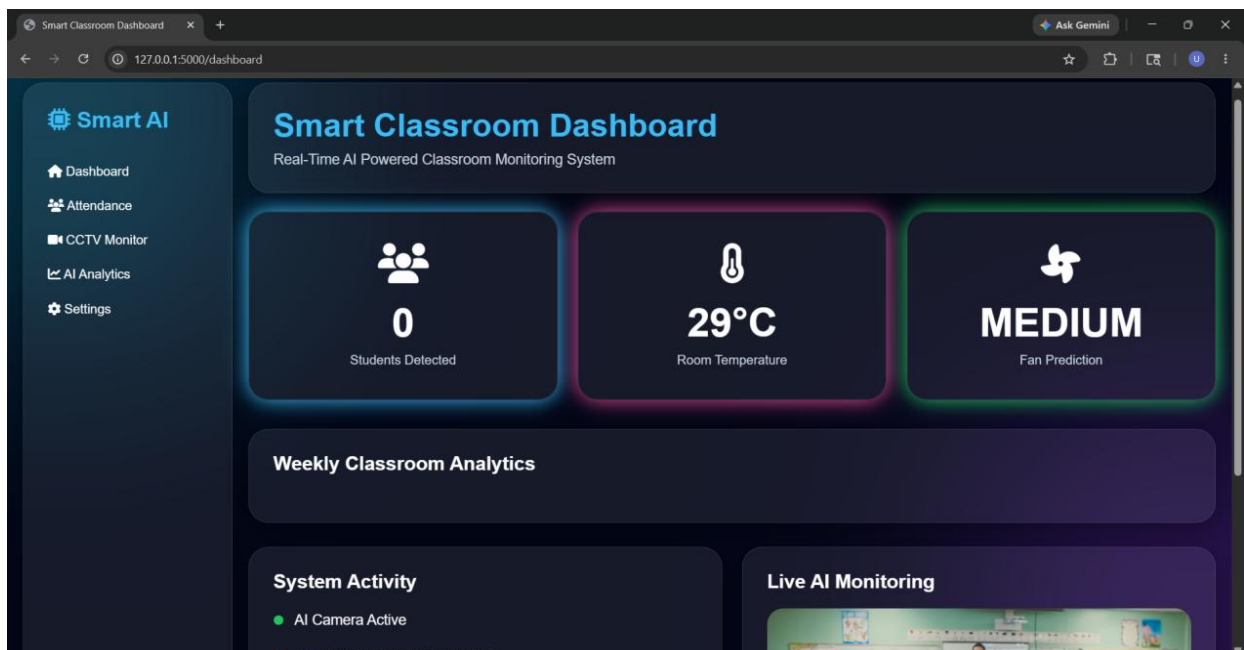 Smart Classroom Dashboard
Ask Gemini
127.0.0.1:5000/dashboard
U
Smart AI
Dashboard
Attendance
CCTV Monitor
AI Analytics
Settings
Smart Classroom Dashboard
Real-Time AI Powered Classroom Monitoring System
0
Students Detected
29°C
Room Temperature
MEDIUM
Fan Prediction
Weekly Classroom Analytics
System Activity
AI Camera Active
Live AI Monitoring